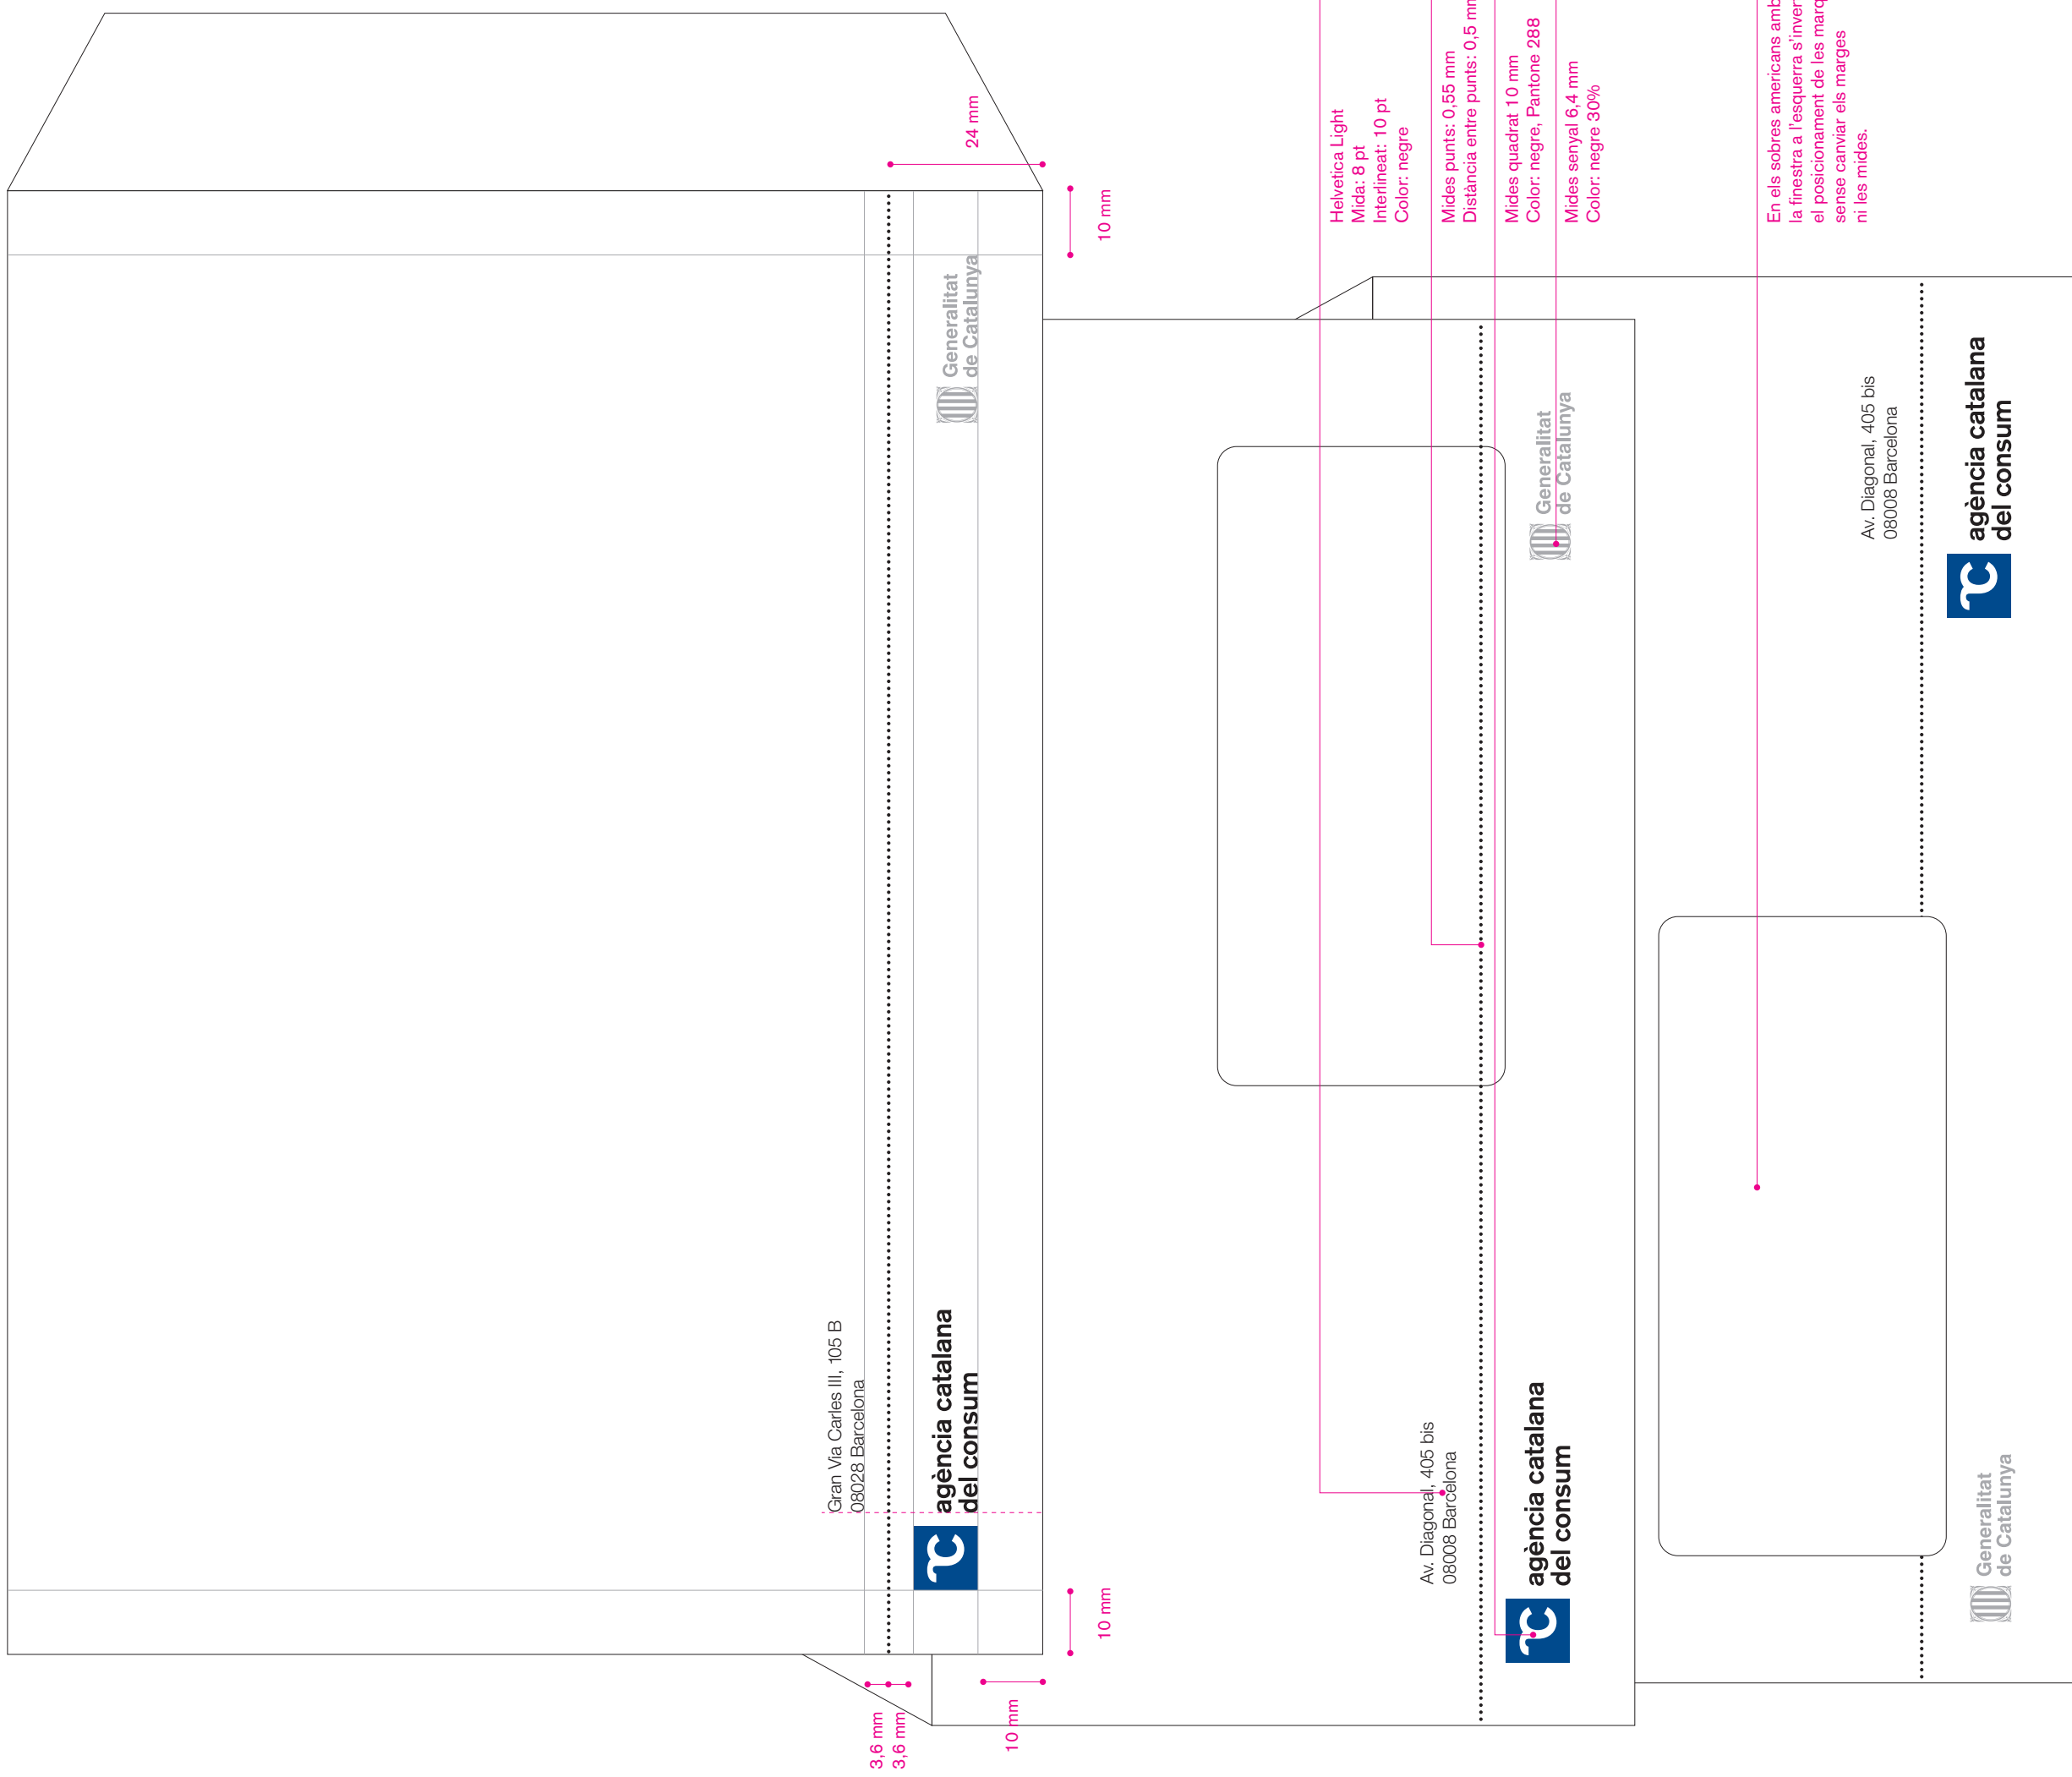 24 mm
10 mm
Generalitat
de Catalunya
Gran Via Carles III, 105 B
08028 Barcelona
agència catalana
del consum
10 mm
3,6 mm
3,6 mm
10 mm
Helvetica Light
Mida: 8 pt
Interlineat: 10 pt
Color: negre
Mides punts: 0,55 mm
Distància entre punts: 0,5 mm
Mides quadrat 10 mm
Color: negre, Pantone 288
Mides senyal 6,4 mm
Color: negre 30%
Generalitat
de Catalunya
Av. Diagonal, 405 bis
08008 Barcelona
agència catalana
del consum
En els sobres americans amb
la finestra a l'esquerra s'inver
el posicionament de les marq
sense canviar els marges
ni les mides.
Av. Diagonal, 405 bis
08008 Barcelona
agència catalana
del consum
Generalitat
de Catalunya